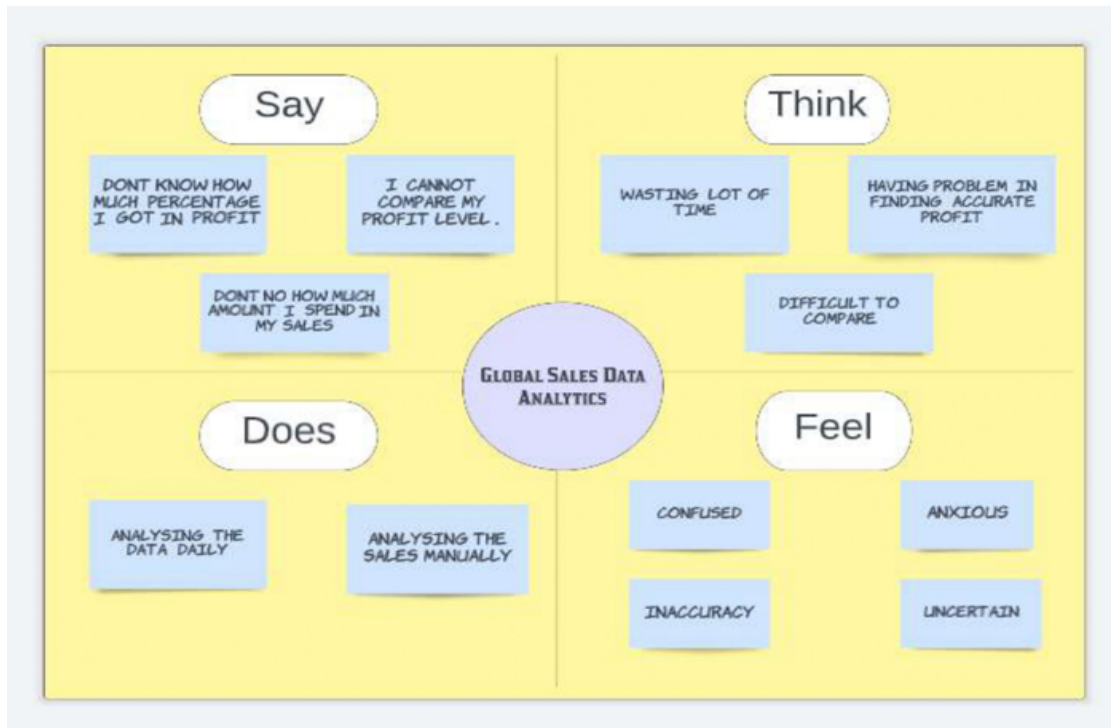 Say
DONT KNOW HOW
MUCH PERCENTAGE
I GOT IN PROFIT
I CANNOT
COMPARE MY
PROFIT LEVEL.
DONT NO HOW MUCH
AMOUNT I SPEND IN
MY SALES
Think
WASTING LOT OF
TIME
HAVING PROBLEM IN
FINDING ACCURATE
PROFIT
DIFFICULT TO
COMPARE
GLOBAL SALES DATA
ANALYTICS
Does
ANALYSING THE
DATA DAILY
ANALYSING THE
SALES MANUALLY
Feel
CONFUSED
ANXIOUS
INACCURACY
UNCERTAIN